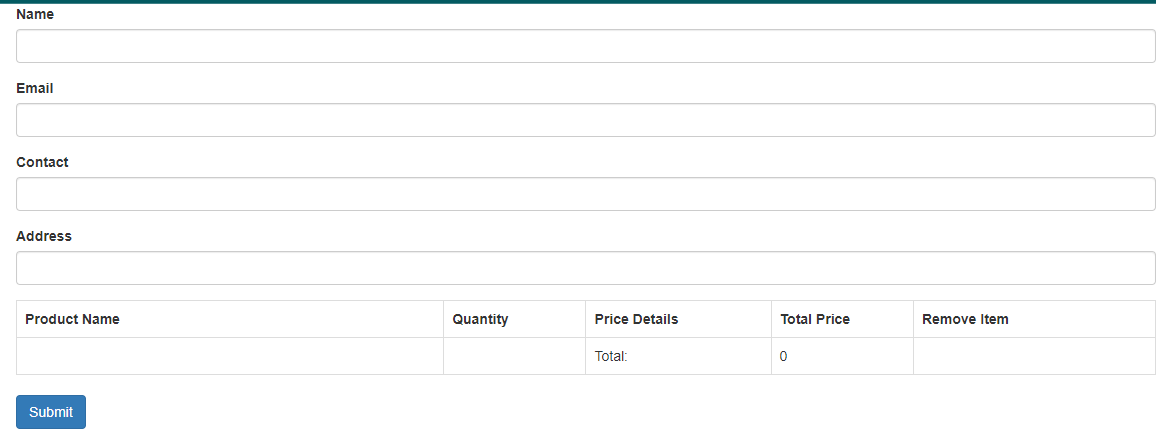 Name
Email
Contact
Address
Product Name Quantity Price Details Total Price Remove Item
Total: 0
Submit